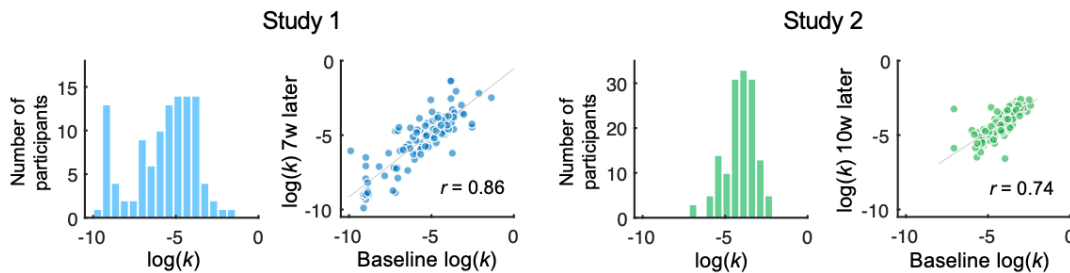 Study 1
Study 2
Number of
participants
15
10
5
0
-10
-5
0
log(k)
log(k) 7w later
0
-5
-10
r = 0.86
-10
-5
0
Baseline log(k)
Number of
participants
30
20
10
0
-10
-5
0
log(k)
log(k) 10w later
0
-5
-10
r = 0.74
-10
-5
0
Baseline log(k)